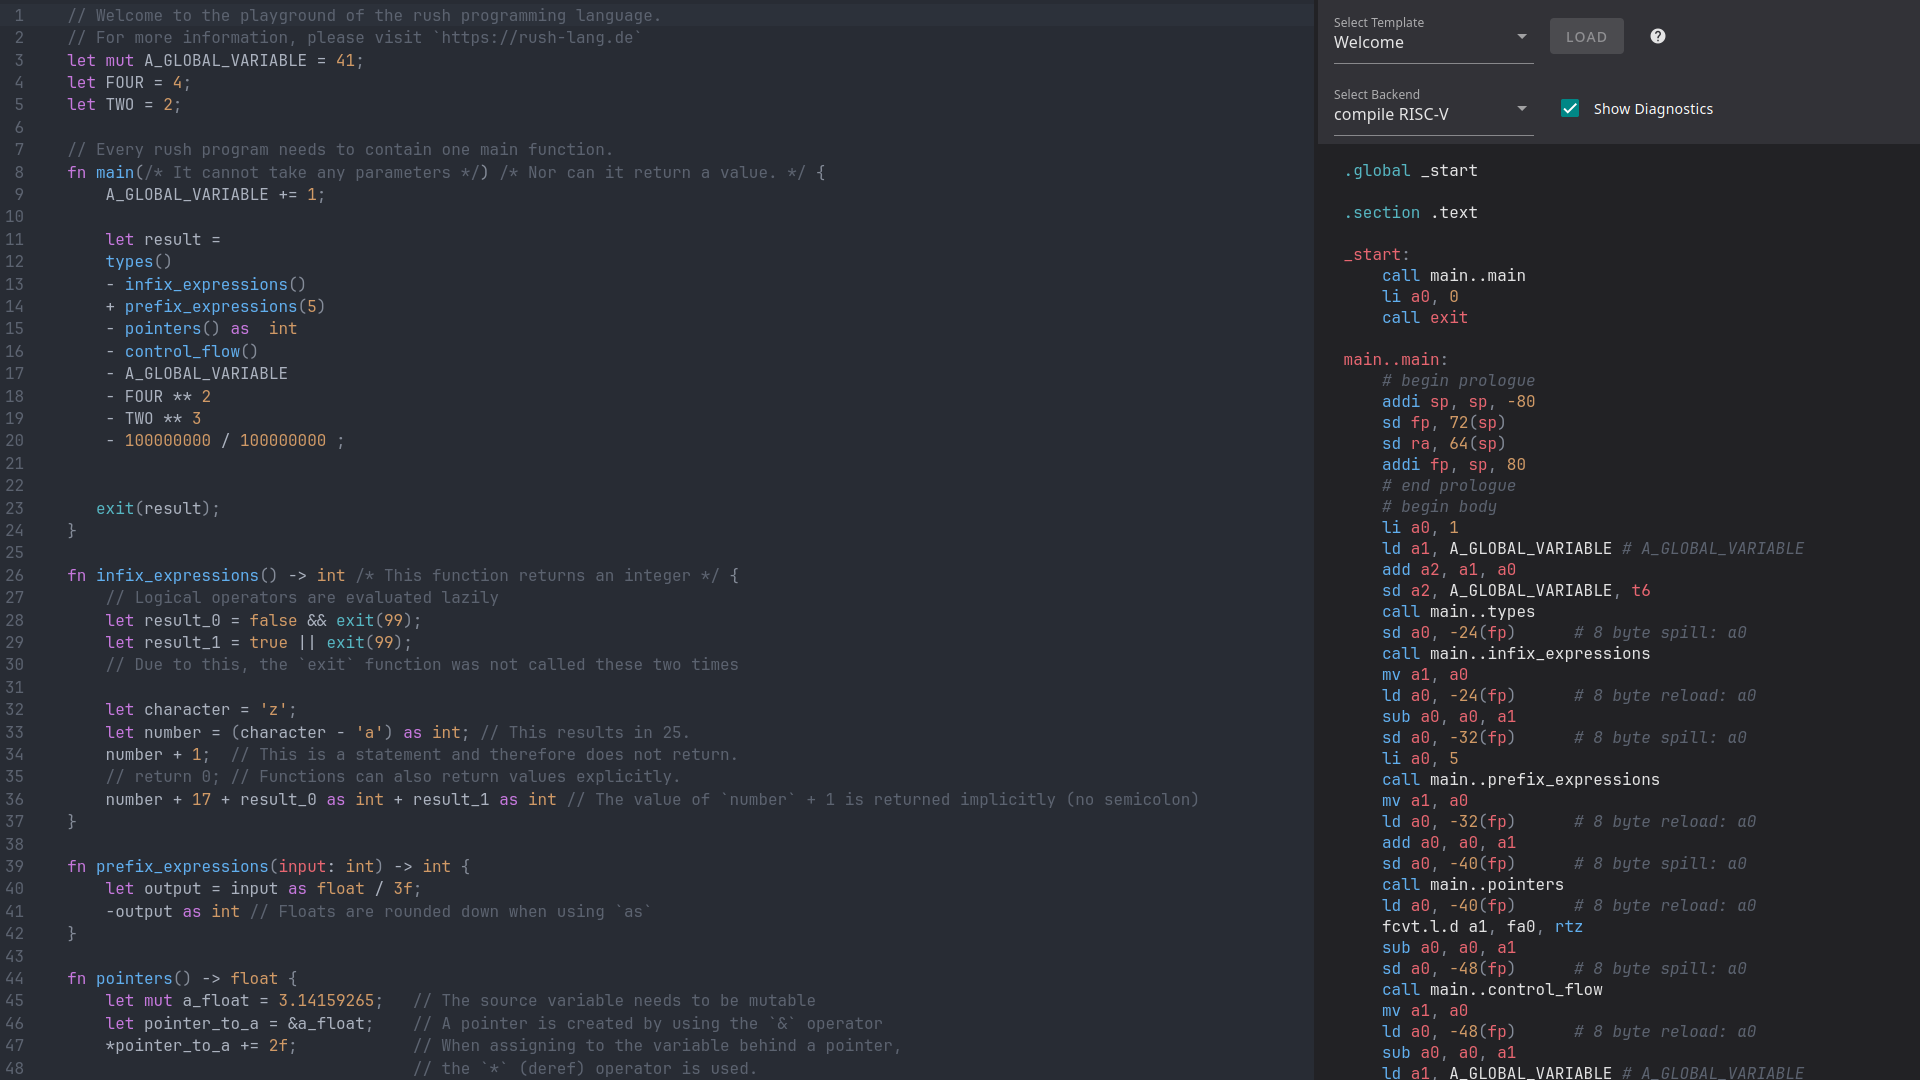 1 // Welcome to the playground of the rush programming language.
2 // For more information, please visit `https://rush-lang.de`
3 let mut A_GLOBAL_VARIABLE = 41;
4 let FOUR = 4;
5 let TWO = 2;
6
7 // Every rush program needs to contain one main function.
8 fn main(/* It cannot take any parameters */) /* Nor can it return a value. */ {
9 A_GLOBAL_VARIABLE += 1;
10
11 let result =
12 types()
13 - infix_expressions()
14 + prefix_expressions(5)
15 - pointers() as  int
16 - control_flow()
17 - A_GLOBAL_VARIABLE
18 - FOUR ** 2
19 - TWO ** 3
20 - 100000000 / 100000000 ;
21
22
23 exit(result);
24 }
25
26 fn infix_expressions() -> int /* This function returns an integer */ {
27 // Logical operators are evaluated lazily
28 let result_0 = false && exit(99);
29 let result_1 = true || exit(99);
30 // Due to this, the `exit` function was not called these two times
31
32 let character = 'z';
33 let number = (character - 'a') as int; // This results in 25.
34 number + 1;  // This is a statement and therefore does not return.
35 // return 0; // Functions can also return values explicitly.
36 number + 17 + result_0 as int + result_1 as int // The value of `number` + 1 is returned implicitly (no semicolon)
37 }
38
39 fn prefix_expressions(input: int) -> int {
40 let output = input as float / 3f;
41 -output as int // Floats are rounded down when using `as`
42 }
43
44 fn pointers() -> float {
45 let mut a_float = 3.14159265;   // The source variable needs to be mutable
46 let pointer_to_a = &a_float;    // A pointer is created by using the `&` operator
47 *pointer_to_a += 2f;            // When assigning to the variable behind a pointer,
48 // the `*` (deref) operator is used.
Select Template
Welcome
LOAD
?
Select Backend
compile RISC-V
Show Diagnostics
.global _start
.section .text
_start:
call main..main
li a0, 0
call exit
main..main:
# begin prologue
addi sp, sp, -80
sd fp, 72(sp)
sd ra, 64(sp)
addi fp, sp, 80
# end prologue
# begin body
li a0, 1
ld a1, A_GLOBAL_VARIABLE # A_GLOBAL_VARIABLE
add a2, a1, a0
sd a2, A_GLOBAL_VARIABLE, t6
call main..types
sd a0, -24(fp)      # 8 byte spill: a0
call main..infix_expressions
mv a1, a0
ld a0, -24(fp)      # 8 byte reload: a0
sub a0, a0, a1
sd a0, -32(fp)      # 8 byte spill: a0
li a0, 5
call main..prefix_expressions
mv a1, a0
ld a0, -32(fp)      # 8 byte reload: a0
add a0, a0, a1
sd a0, -40(fp)      # 8 byte spill: a0
call main..pointers
ld a0, -40(fp)      # 8 byte reload: a0
fcvt.l.d a1, fa0, rtz
sub a0, a0, a1
sd a0, -48(fp)      # 8 byte spill: a0
call main..control_flow
mv a1, a0
ld a0, -48(fp)      # 8 byte reload: a0
sub a0, a0, a1
ld a1, A_GLOBAL_VARIABLE # A_GLOBAL_VARIABLE